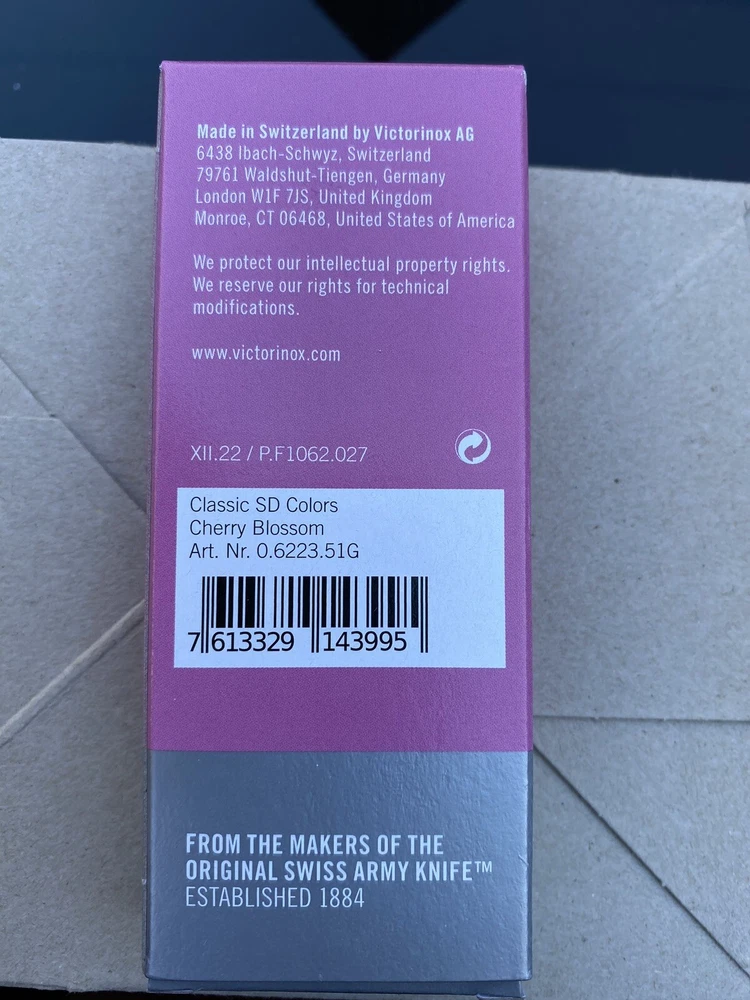 Made in Switzerland by Victorinox AG
6438 Ibach-Schwyz, Switzerland
79761 Waldshut-Tiengen, Germany
London W1F 7JS, United Kingdom
Monroe, CT 06468, United States of America
We protect our intellectual property rights.
We reserve our rights for technical
modifications.
www.victorinox.com
XII.22 / P.F1062.027
Classic SD Colors
Cherry Blossom
Art. Nr. 0.6223.51G
7 613329 143995
FROM THE MAKERS OF THE
ORIGINAL SWISS ARMY KNIFE™
ESTABLISHED 1884